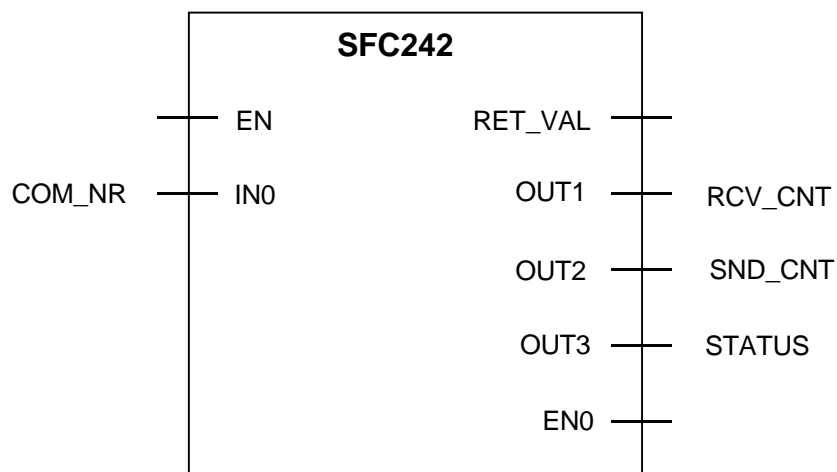 SFC242
EN RET_VAL
COM_NR IN0 OUT1 RCV_CNT
OUT2 SND_CNT
OUT3 STATUS
EN0